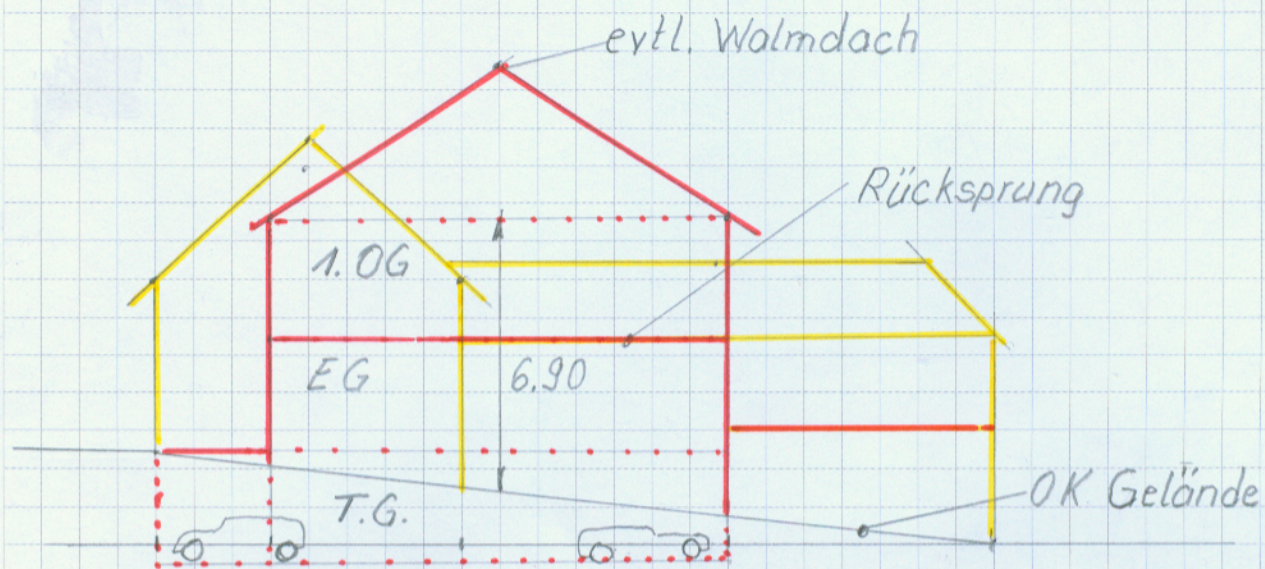 evtl. Walmdach
Rücksprung
1.OG
EG
6.90
OK Gelände
T.G.